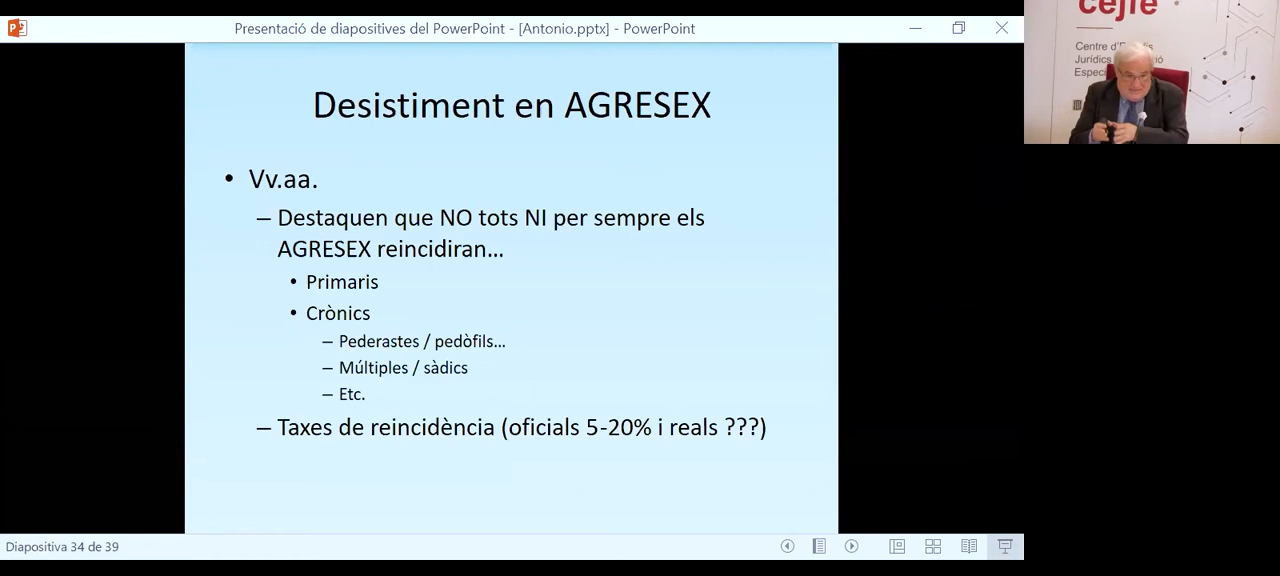 Presentació de diapositives del PowerPoint - [Antonio.pptx] - PowerPoint
Desistiment en AGRESEX
• Vv.aa.
– Destaquen que NO tots NI per sempre els
AGRESEX reincidiran...
• Primaris
• Crònics
– Pederastes / pedòfils...
– Múltiples / sàdics
– Etc.
– Taxes de reincidència (oficials 5-20% i reals ???)
Diapositiva 34 de 39
cejfe
Centre d'E
Jurídics
Especi